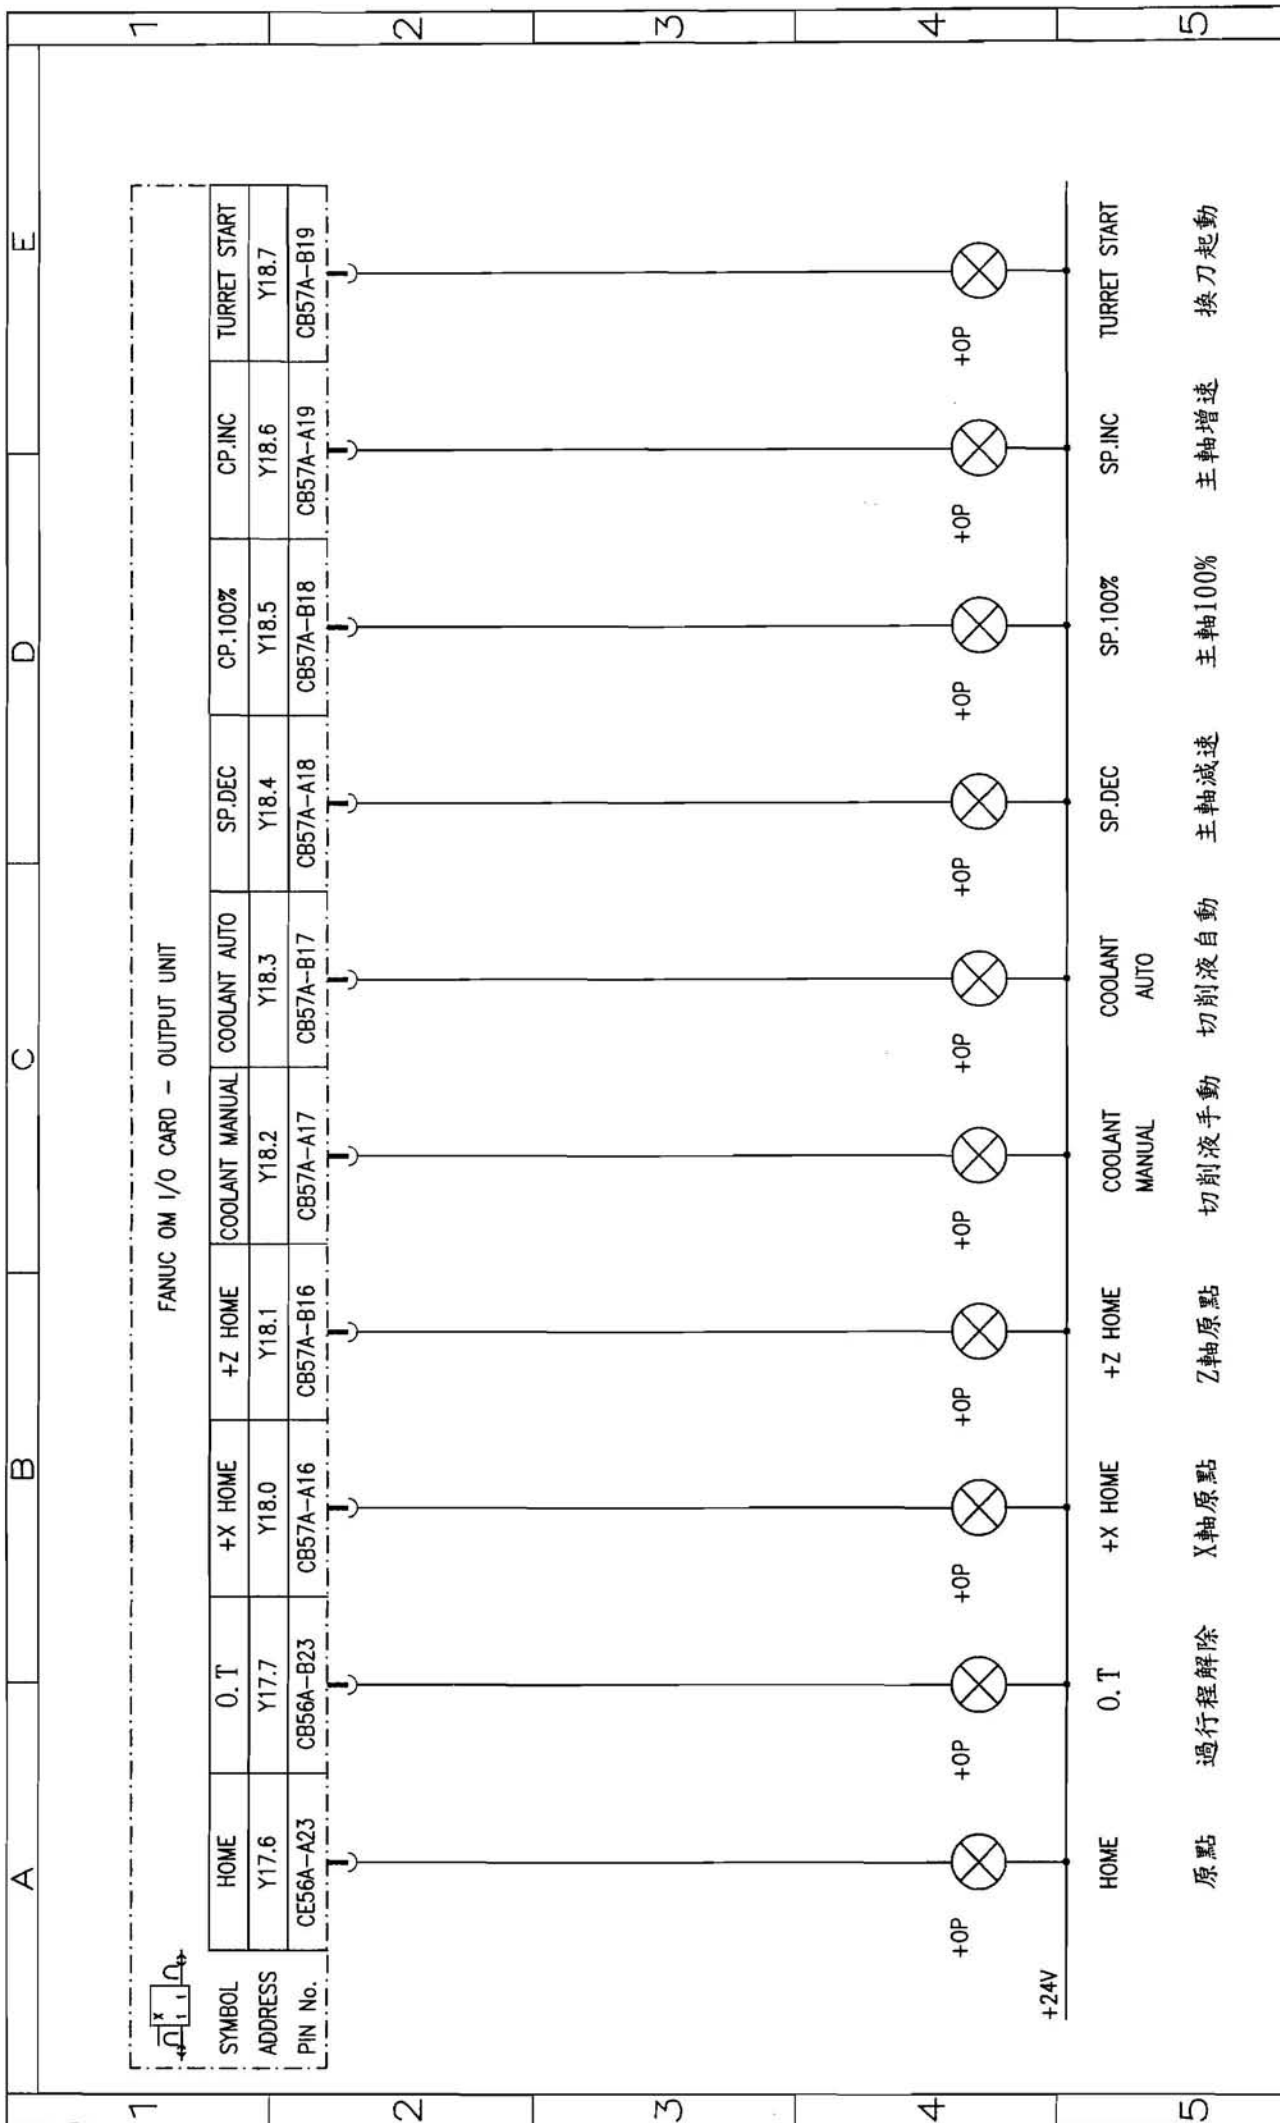 A B C D E
1
FANUC OM I/O CARD - OUTPUT UNIT
SYMBOL HOME O.T +X HOME +Z HOME COOLANT MANUAL COOLANT AUTO SP.DEC CP.100% CP.INC TURRET START
ADDRESS Y17.6 Y17.7 Y18.0 Y18.1 Y18.2 Y18.3 Y18.4 Y18.5 Y18.6 Y18.7
PIN No. CE56A-A23 CB56A-B23 CB57A-A16 CB57A-B16 CB57A-A17 CB57A-B17 CB57A-A18 CB57A-B18 CB57A-A19 CB57A-B19
1
2 2
3 3
4 4
+OP +OP +OP +OP +OP +OP +OP +OP +OP +OP
+24V
HOME O.T +X HOME +Z HOME COOLANT COOLANT SP.DEC SP.100% SP.INC TURRET START
MANUAL AUTO
原點 過行程解除 X軸原點 Z軸原點 切削液手動 切削液自動 主軸減速 主軸100% 主軸增速 換刀起動
5 5